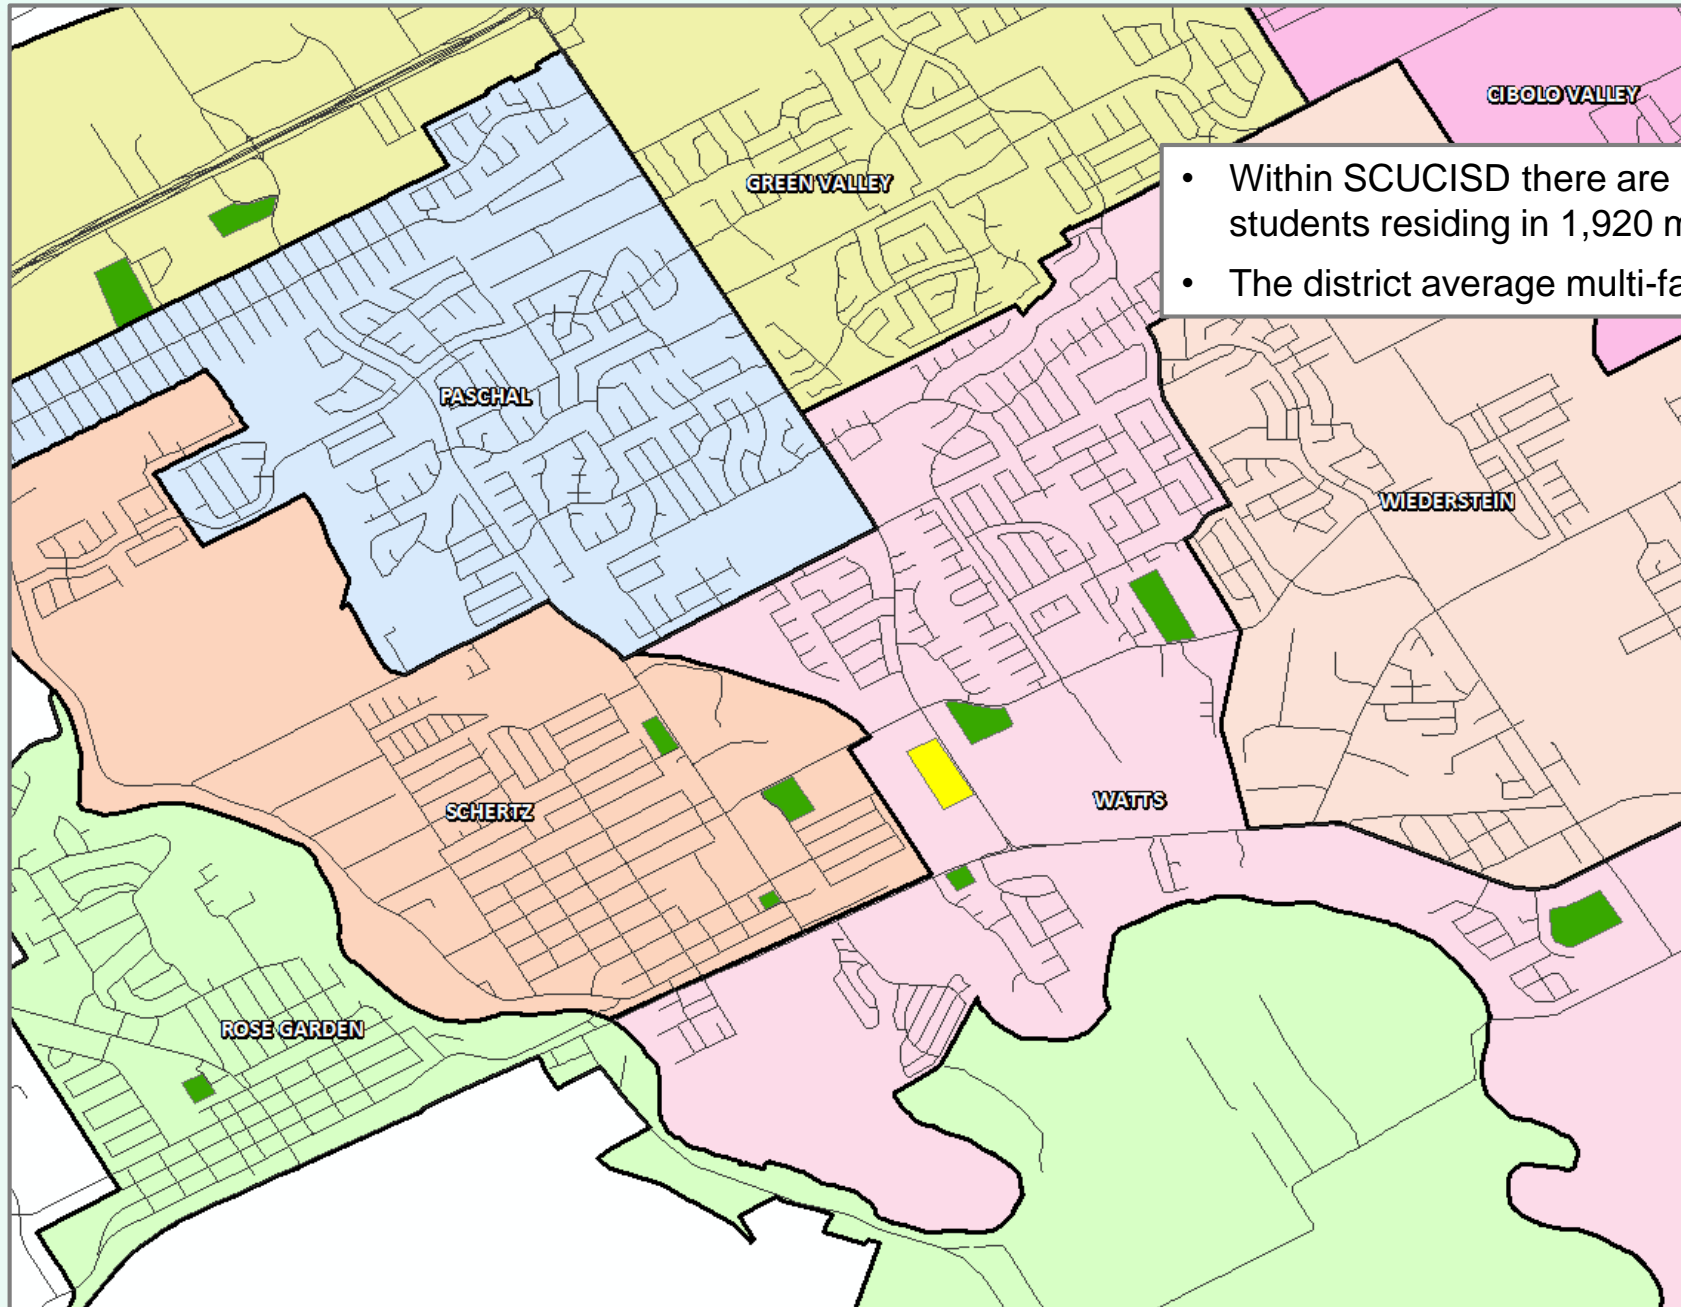 CIBOLO VALLEY
GREEN VALLEY
• Within SCUCISD there are
students residing in 1,920 m
• The district average multi-fa
PASCHAL
WIEDERSTEIN
SCHERTZ
WATTS
ROSE GARDEN